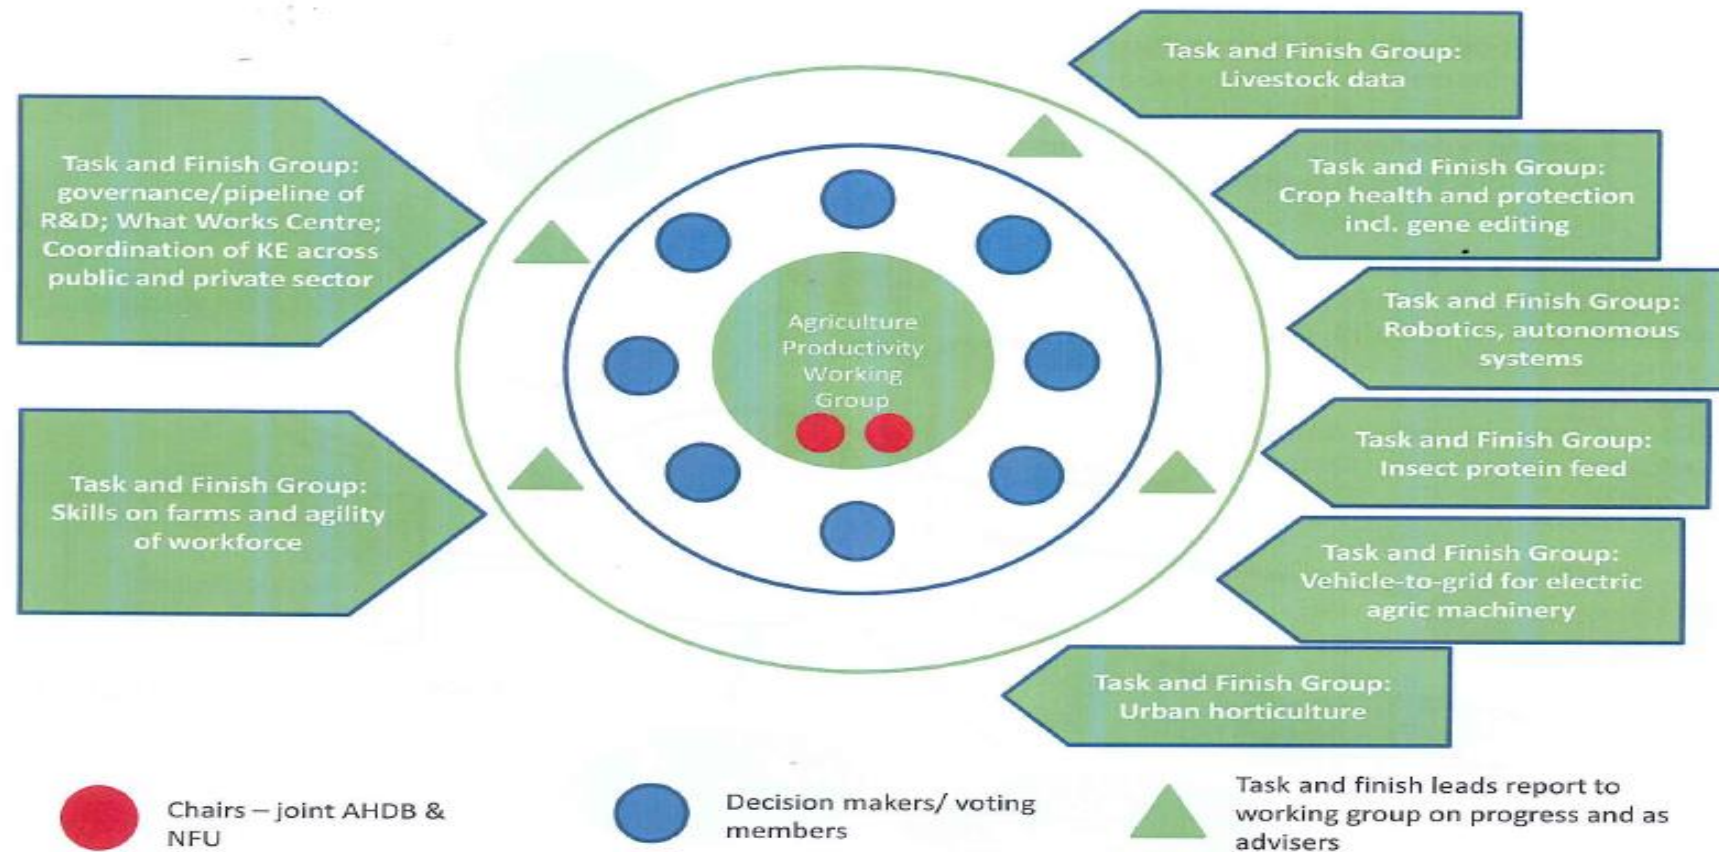 Task and Finish Group:
Livestock data
Task and Finish Group:
governance/pipeline of
R&D; What Works Centre;
Coordination of KE across
public and private sector
Task and Finish Group:
Crop health and protection
incl. gene editing
Task and Finish Group:
Robotics, autonomous
systems
Agriculture
Productivity
Working
Group
Task and Finish Group:
Insect protein feed
Task and Finish Group:
Skills on farms and agility
of workforce
Task and Finish Group:
Vehicle-to-grid for electric
agric machinery
Task and Finish Group:
Urban horticulture
Chairs – joint AHDB &
NFU
Decision makers/ voting
members
Task and finish leads report to
working group on progress and as
advisers